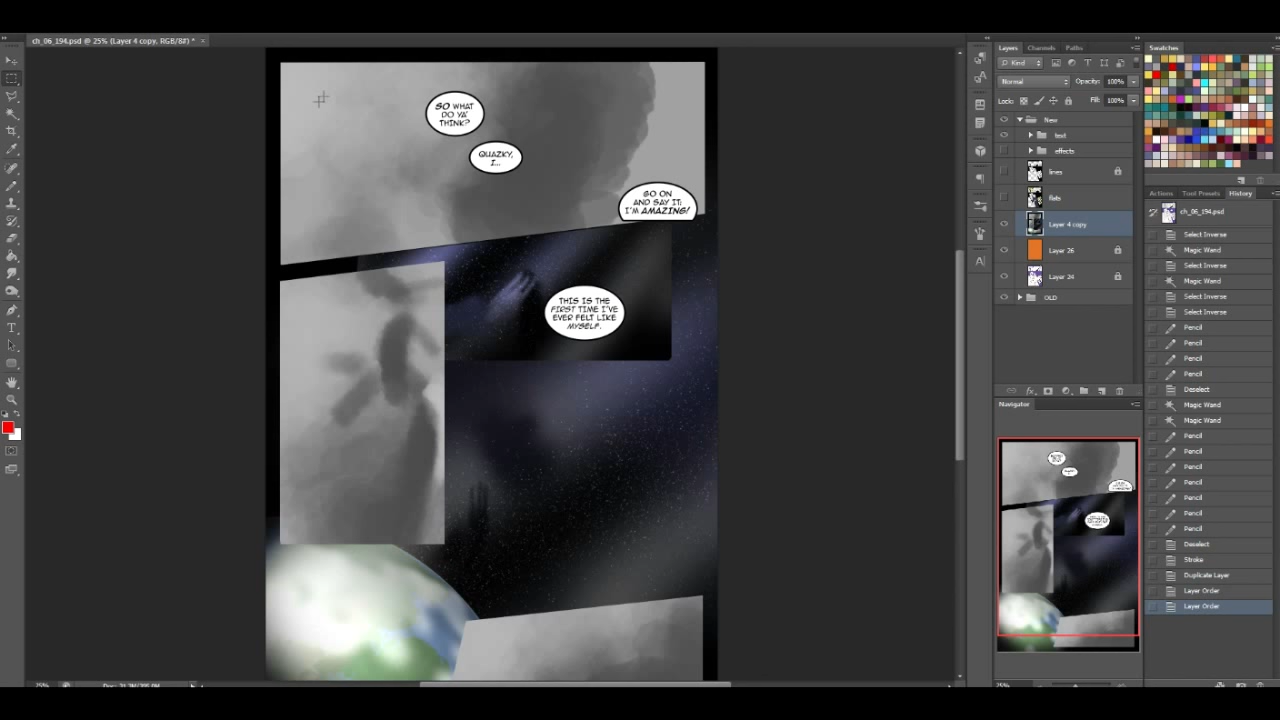 ch_06_194.psd @ 25% (Layer 4 copy, RGB/8#) *
SO WHAT
DO YA'
THINK?
QUAZKY,
I...
GO ON
AND SAY IT:
I'M AMAZING!
THIS IS THE
FIRST TIME I'VE
EVER FELT LIKE
MYSELF.
25%
Layers
Channels
Paths
Kind
Normal
Opacity: 100%
Lock:
Fill: 100%
New
text
effects
lines
flats
Layer 4 copy
Layer 26
Layer 24
OLD
Navigator
25%
Swatches
Actions
Tool Presets
History
ch_06_194.psd
Select Inverse
Magic Wand
Select Inverse
Magic Wand
Select Inverse
Select Inverse
Pencil
Pencil
Pencil
Pencil
Deselect
Magic Wand
Magic Wand
Pencil
Pencil
Pencil
Pencil
Pencil
Pencil
Pencil
Deselect
Stroke
Duplicate Layer
Layer Order
Layer Order